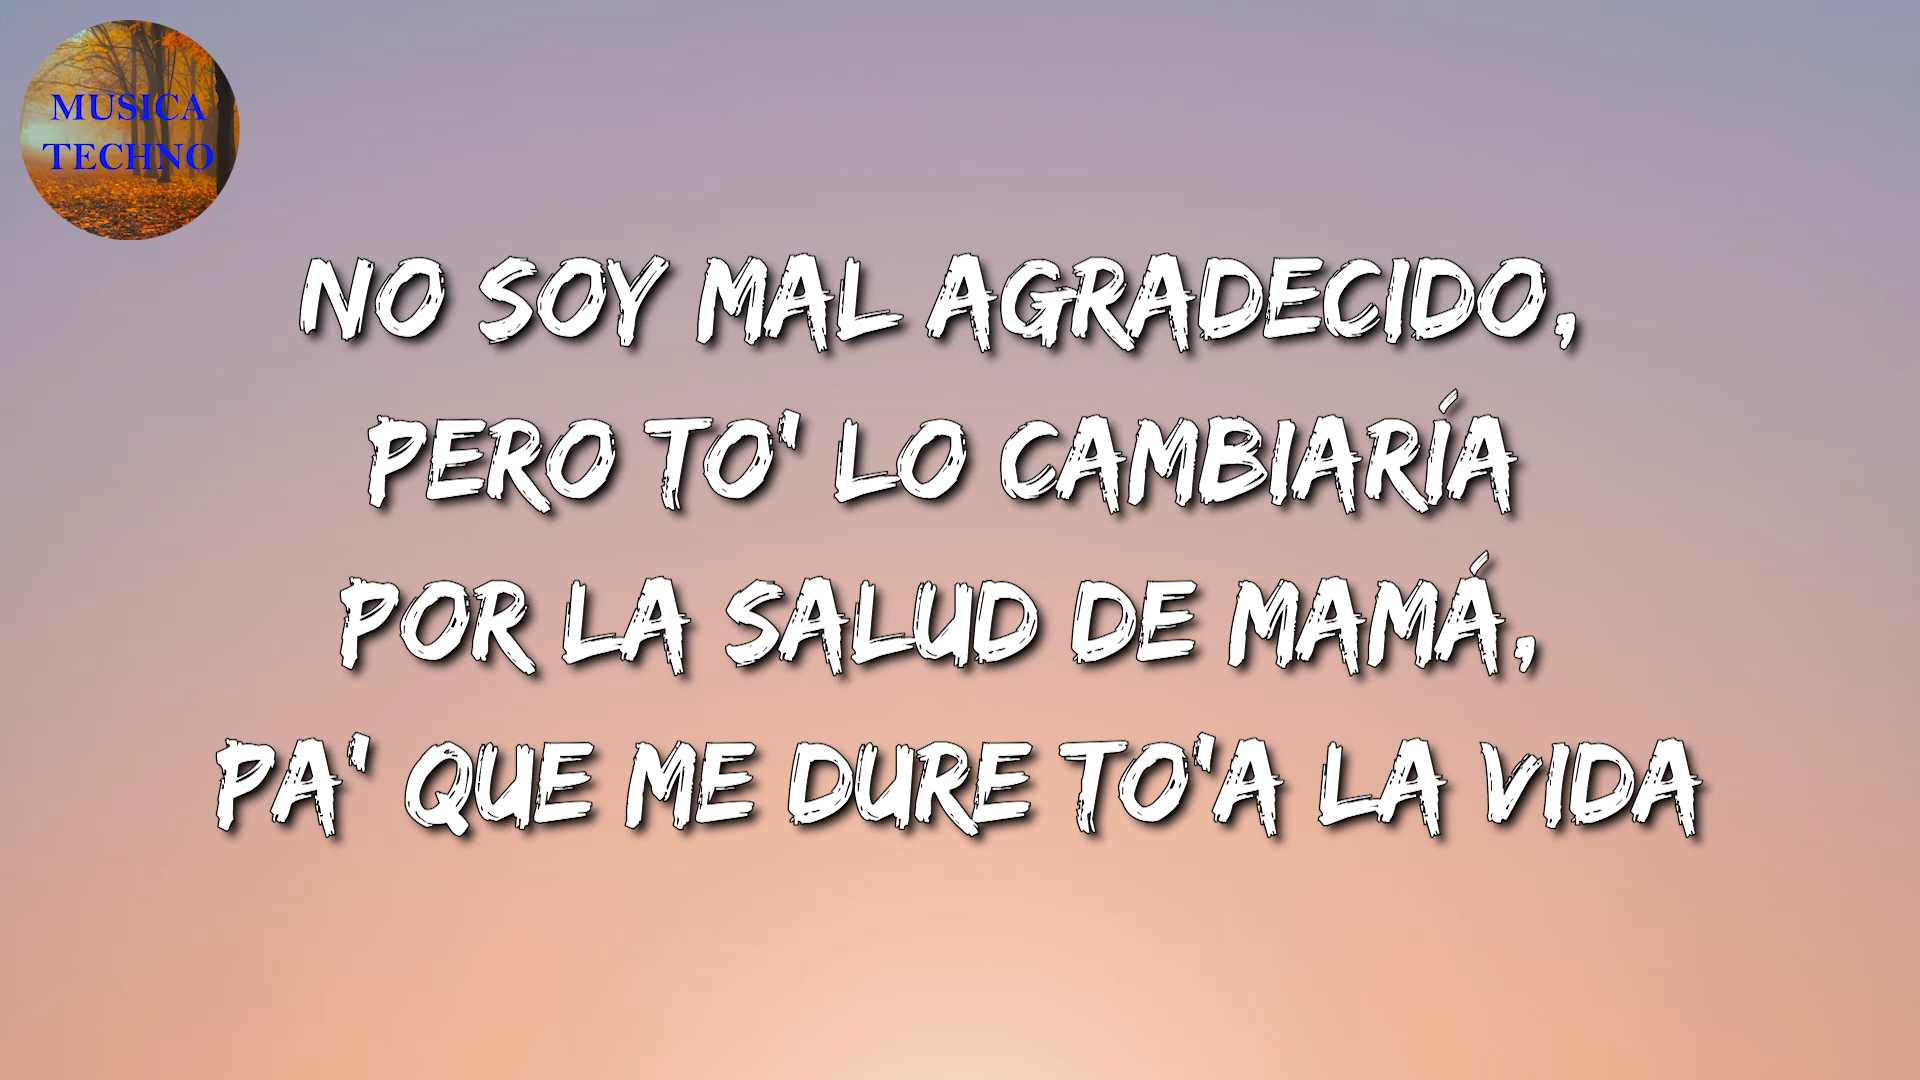 MUSICA
TECHNO
NO SOY MAL AGRADECIDO,
PERO TO' LO CAMBIARÍA
POR LA SALUD DE MAMÁ,
PA' QUE ME DURE TO'A LA VIDA